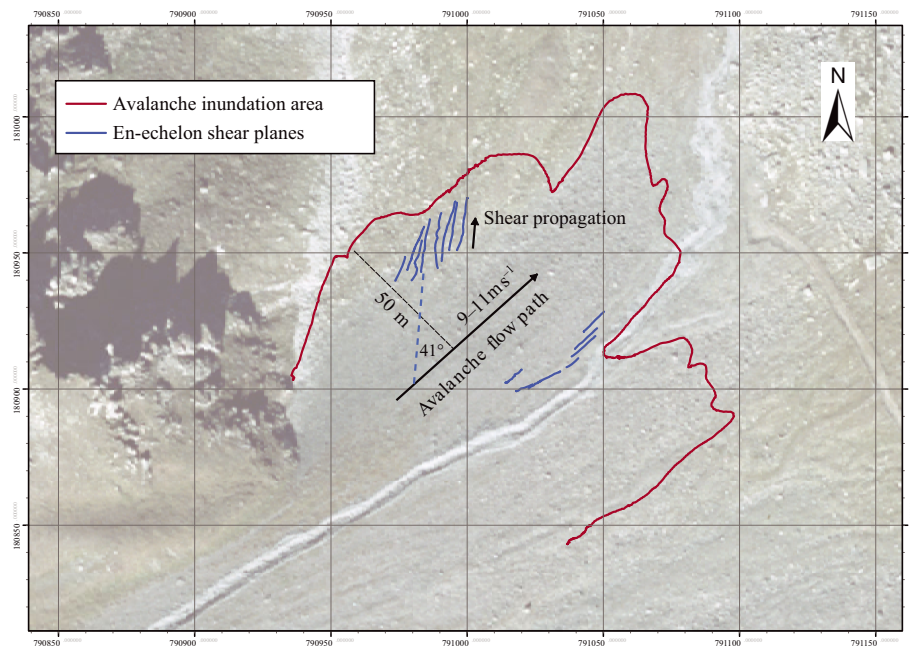 790850 790900 790950 791000 791050 791100 791150
N
Avalanche inundation area
En-echelon shear planes
181000
Shear propagation
180950
9–11ms⁻¹
50 m
41°
Avalanche flow path
180900
180850
790850 790900 790950 791000 791050 791100 791150